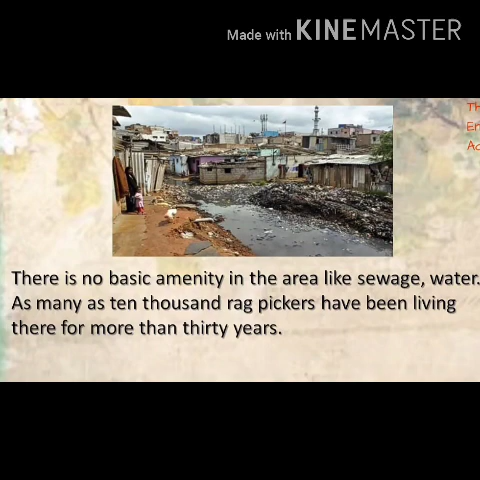 Made with KINEMASTER
There is no basic amenity in the area like sewage, water.
As many as ten thousand rag pickers have been living
there for more than thirty years.